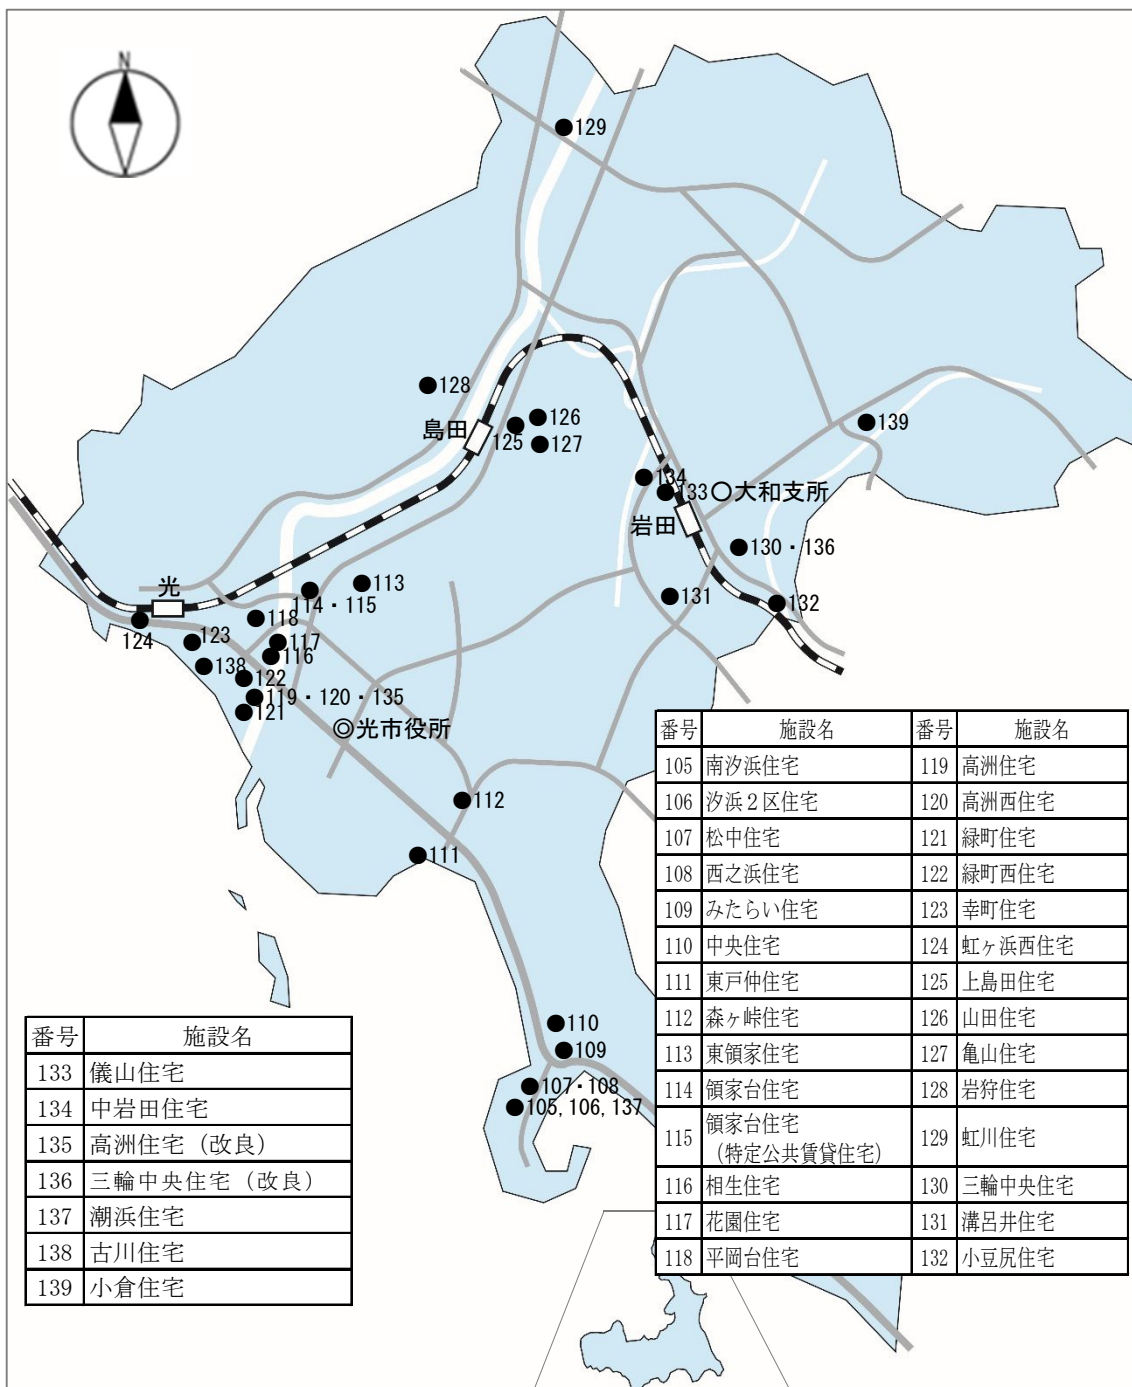 N
129
128
島田
126
125
127
139
134
133 大和支所
岩田
130・136
光
113
114・115
131
132
118
124
123
117
116
138
122
119・120・135
121
◎光市役所
112
111
110
109
107・108
105, 106, 137
番号 施設名 番号 施設名
105 南汐浜住宅 119 高洲住宅
106 汐浜２区住宅 120 高洲西住宅
107 松中住宅 121 緑町住宅
108 西之浜住宅 122 緑町西住宅
109 みたらい住宅 123 幸町住宅
110 中央住宅 124 虹ヶ浜西住宅
111 東戸仲住宅 125 上島田住宅
112 森ヶ峠住宅 126 山田住宅
113 東領家住宅 127 亀山住宅
114 領家台住宅 128 岩狩住宅
115 領家台住宅
（特定公共賃貸住宅） 129 虹川住宅
116 相生住宅 130 三輪中央住宅
117 花園住宅 131 溝呂井住宅
118 平岡台住宅 132 小豆尻住宅
番号 施設名
133 儀山住宅
134 中岩田住宅
135 高洲住宅（改良）
136 三輪中央住宅（改良）
137 潮浜住宅
138 古川住宅
139 小倉住宅